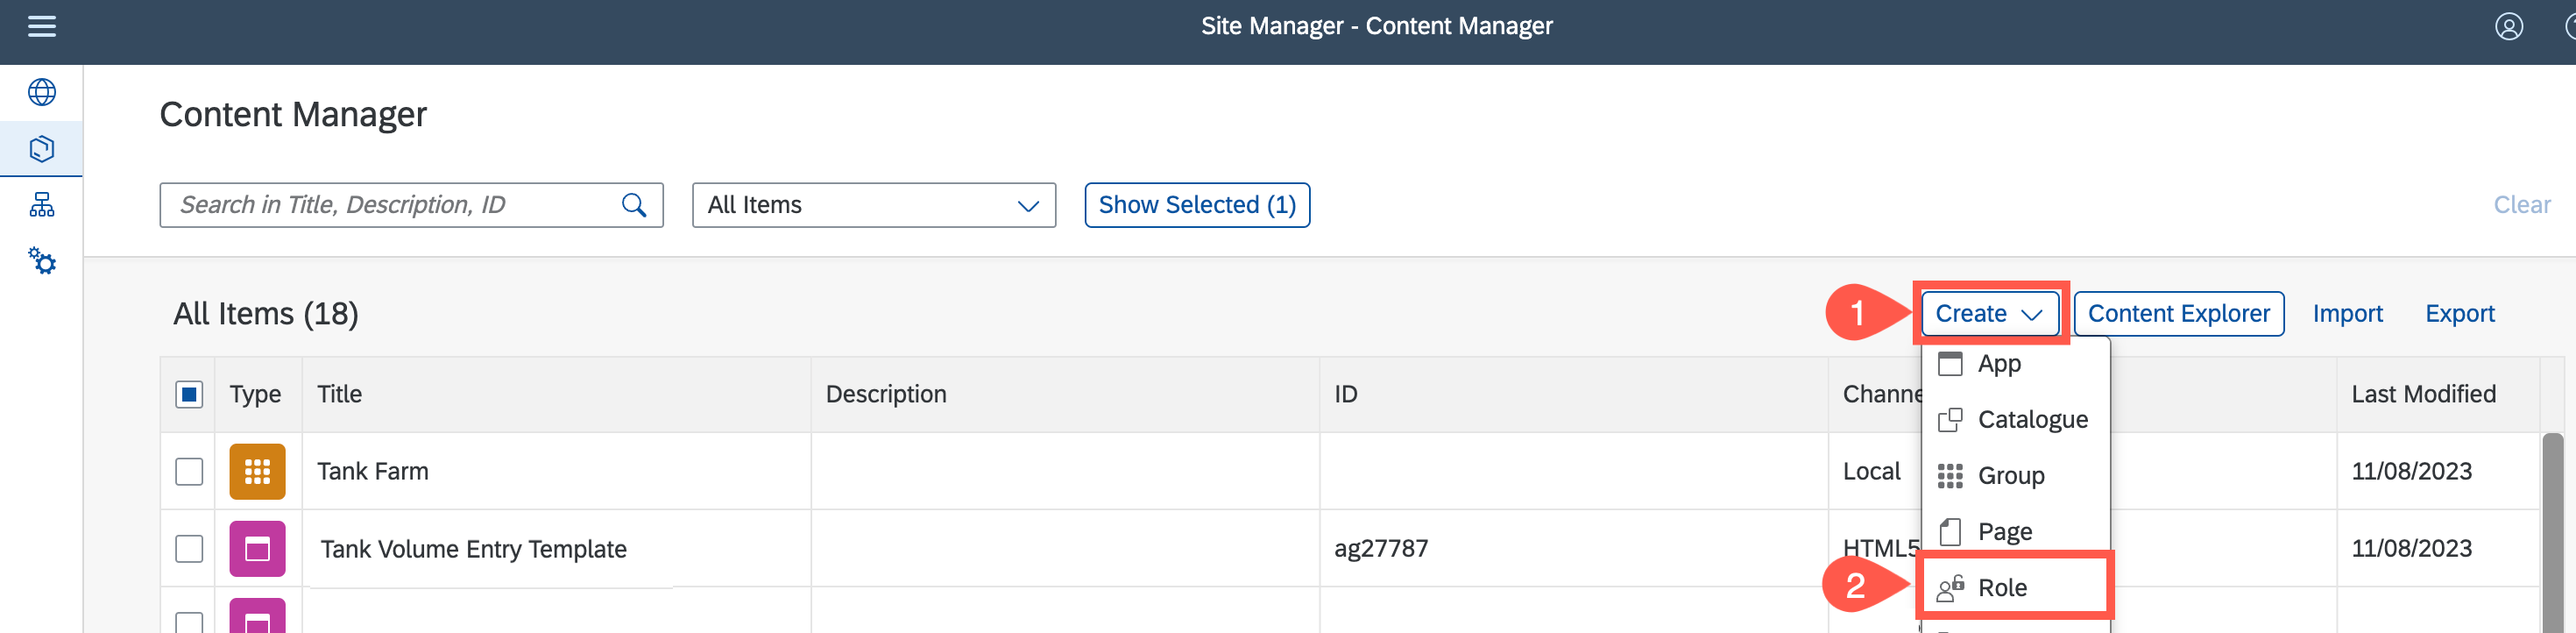 Site Manager - Content Manager
Content Manager
Search in Title, Description, ID
All Items
Show Selected (1)
Clear
All Items (18)
1
Create
Content Explorer
Import
Export
App
Type
Title
Description
ID
Channe
Last Modified
Catalogue
Tank Farm
Local
11/08/2023
Group
Page
Tank Volume Entry Template
ag27787
HTML5
11/08/2023
2
Role